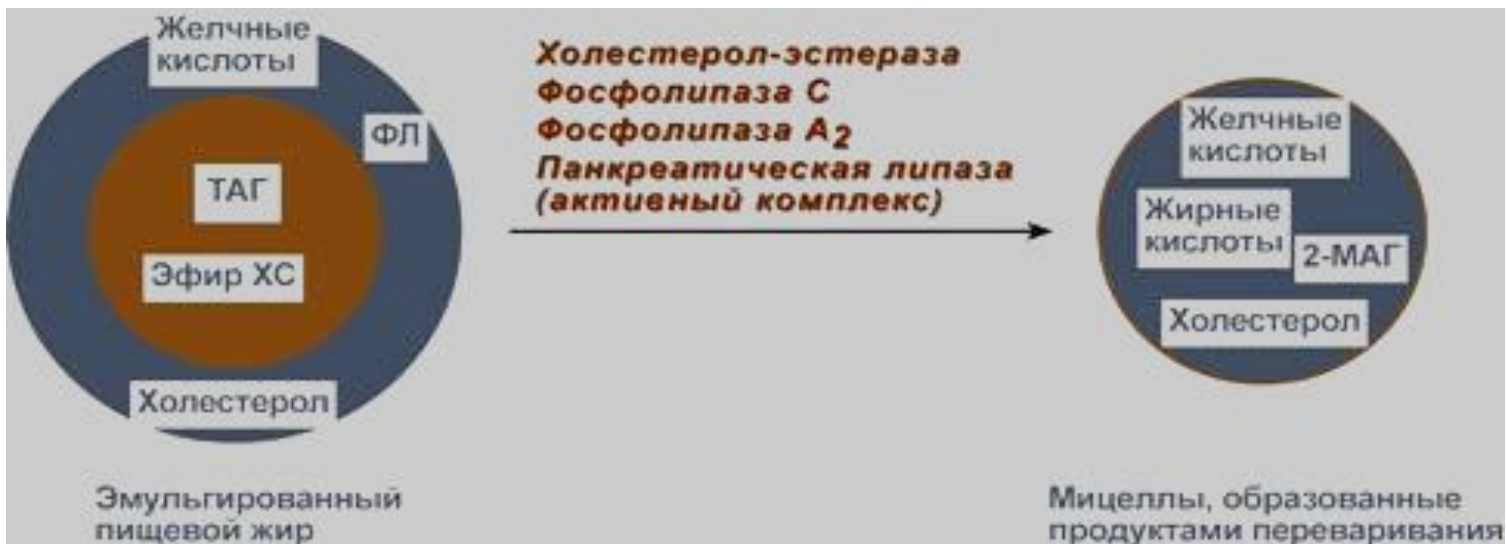 Желчные
кислоты
ФЛ
ТАГ
Эфир ХС
Холестерол
Эмульгированный
пищевой жир
Холестерол-эстераза
Фосфолипаза С
Фосфолипаза А2
Панкреатическая липаза
(активный комплекс)
Желчные
кислоты
Жирные
кислоты
2-МАГ
Холестерол
Мицеллы, образованные
продуктами переваривания